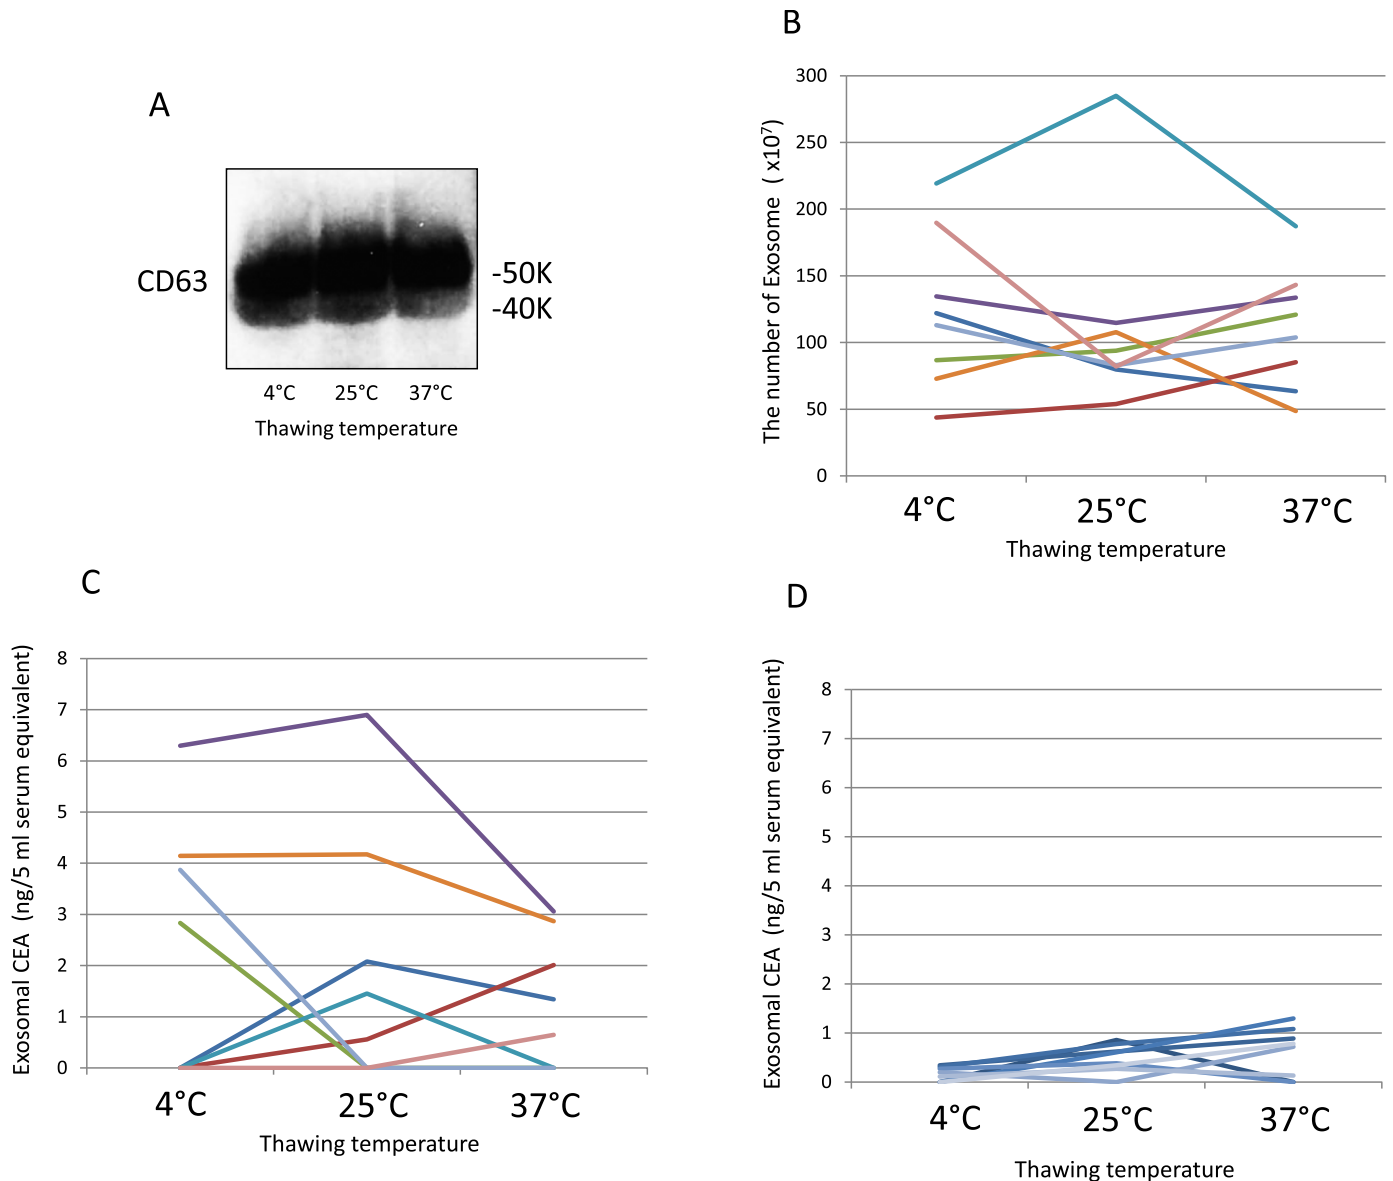 A
CD63
-50K
-40K
4°C 25°C 37°C
Thawing temperature
B
The number of Exosome ( x10⁷)
300
250
200
150
100
50
0
4°C 25°C 37°C
Thawing temperature
C
Exosomal CEA (ng/5 ml serum equivalent)
8
7
6
5
4
3
2
1
0
4°C 25°C 37°C
Thawing temperature
D
Exosomal CEA (ng/5 ml serum equivalent)
8
7
6
5
4
3
2
1
0
4°C 25°C 37°C
Thawing temperature